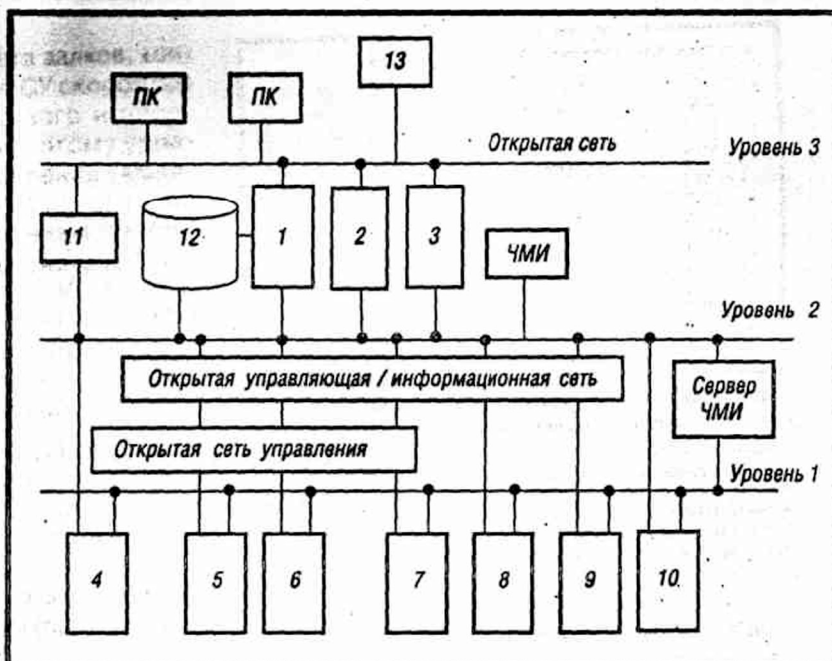 13
ПК ПК
Открытая сеть Уровень 3
11 12 1 2 3 ЧМИ
Уровень 2
Открытая управляющая / информационная сеть
Сервер
ЧМИ
Открытая сеть управления
Уровень 1
4 5 6 7 8 9 10